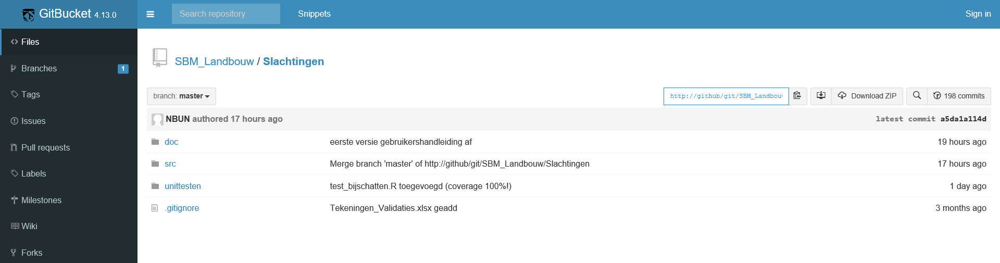 GitBucket 4.13.0
Search repository
Snippets
Sign in
Files
Branches 1
Tags
Issues
Pull requests
Labels
Milestones
Wiki
Forks
SBM_Landbouw / Slachtingen
branch: master
http://github/git/SBM_Landbouw
Download ZIP
198 commits
NBUN authored 17 hours ago
latest commit a5da1a114d
doc eerste versie gebruikershandleiding af 19 hours ago
src Merge branch 'master' of http://github/git/SBM_Landbouw/Slachtingen 17 hours ago
unittesten test_bijschatten.R toegevoegd (coverage 100%!) 1 day ago
.gitignore Tekeningen_Validaties.xlsx geadd 3 months ago